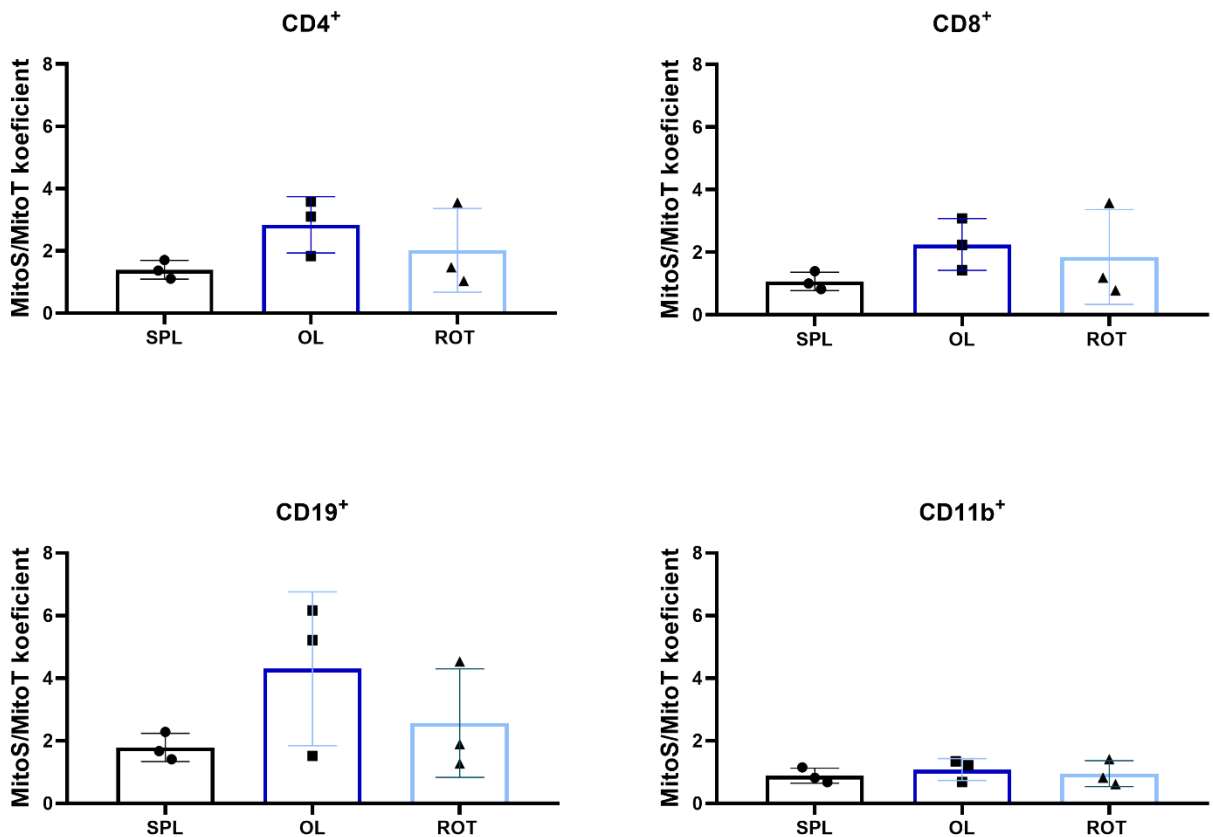 CD4⁺
MitoS/MitoT koeficient
8
6
4
2
0
SPL OL ROT
CD8⁺
MitoS/MitoT koeficient
8
6
4
2
0
SPL OL ROT
CD19⁺
MitoS/MitoT koeficient
8
6
4
2
0
SPL OL ROT
CD11b⁺
MitoS/MitoT koeficient
8
6
4
2
0
SPL OL ROT